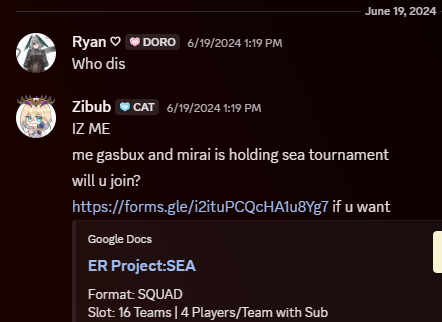 June 19, 2024
Ryan ♡ DORO 6/19/2024 1:19 PM
Who dis
Zibub CAT 6/19/2024 1:19 PM
IZ ME
me gasbux and mirai is holding sea tournament
will u join?
https://forms.gle/i2ituPCQcHA1u8Yg7 if u want
Google Docs
ER Project:SEA
Format: SQUAD
Slot: 16 Teams | 4 Players/Team with Sub